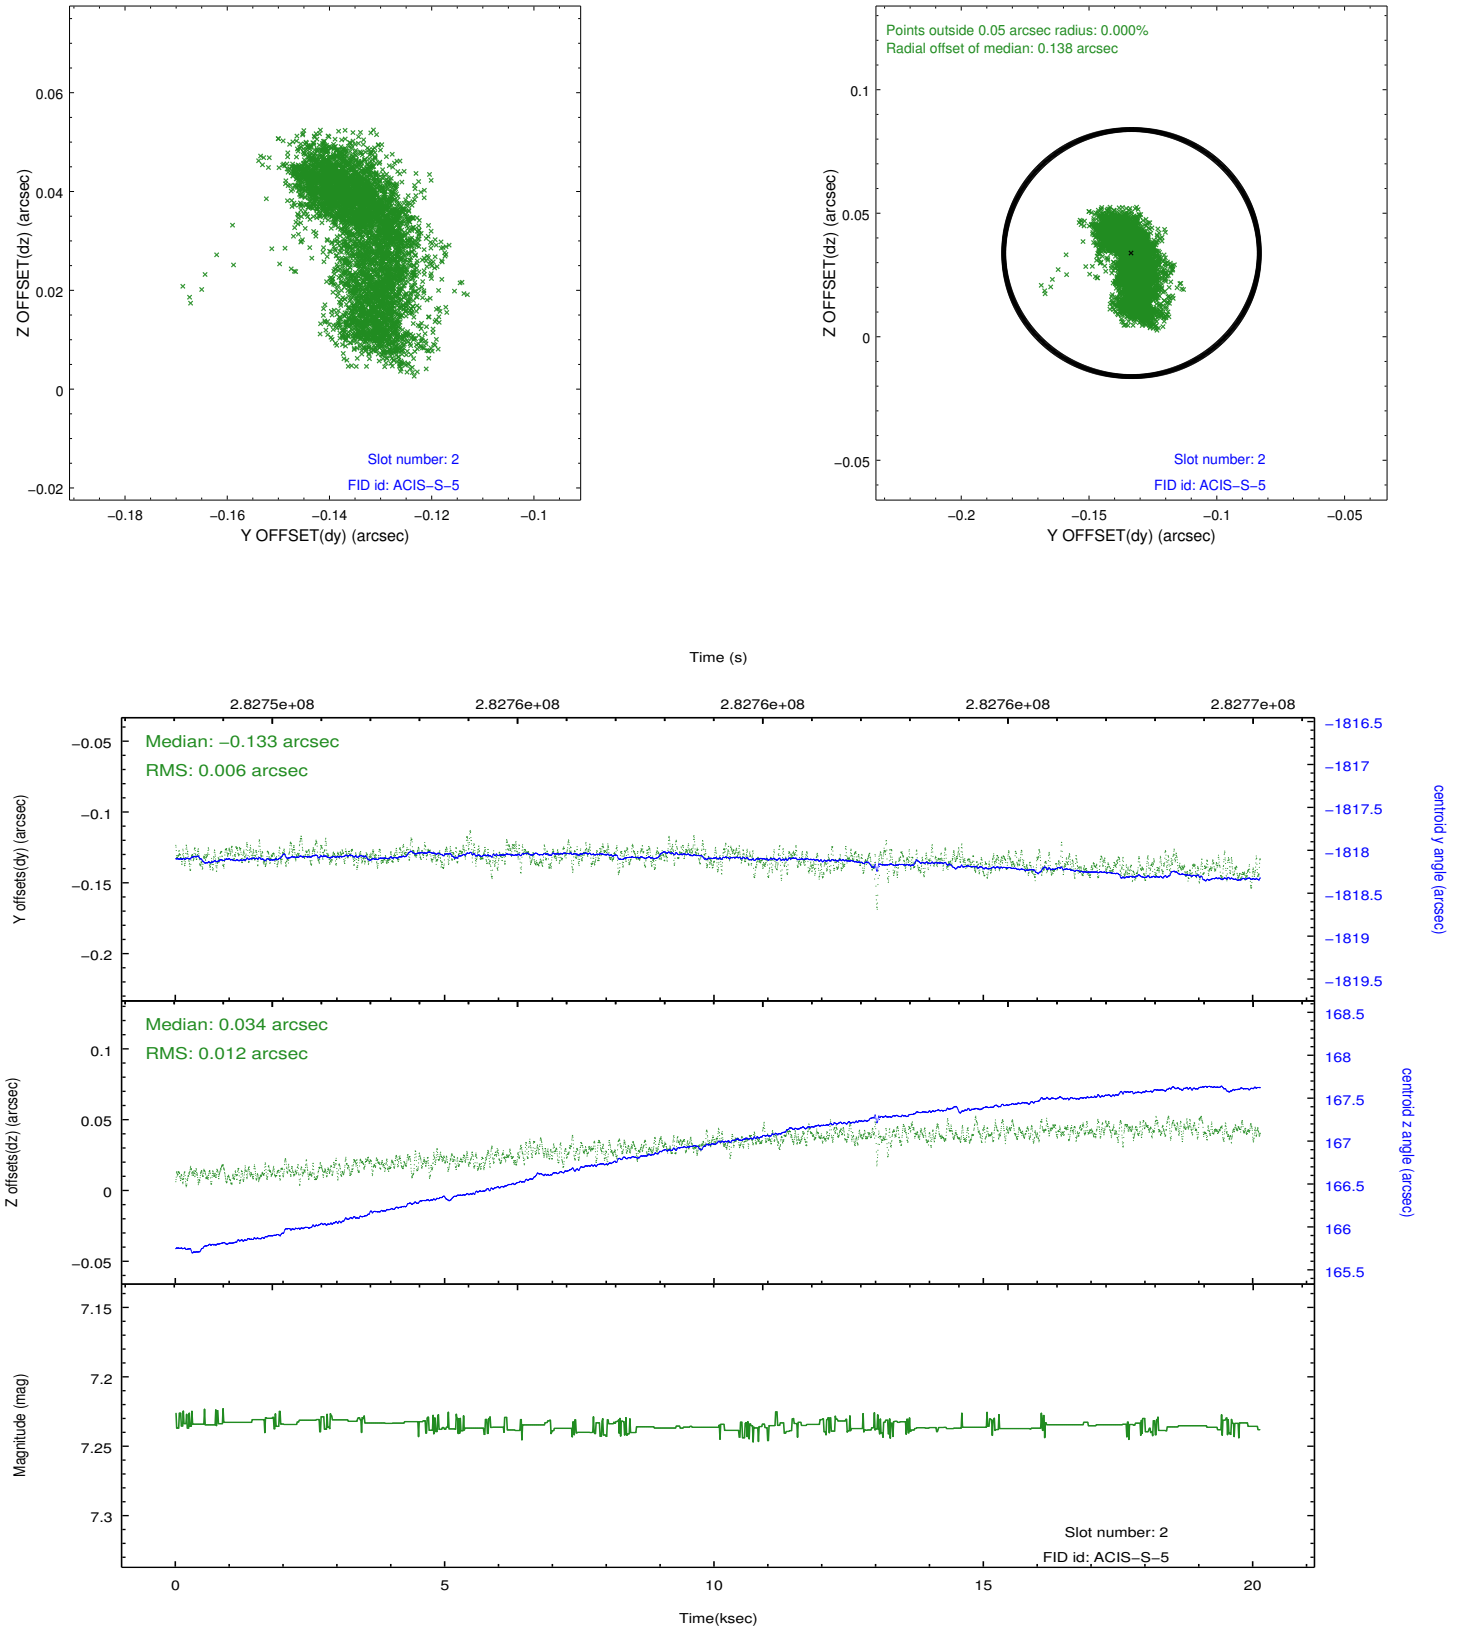 0.06
0.04
0.02
0
−0.02
Z OFFSET(dz) (arcsec)
Slot number: 2
FID id: ACIS−S−5
−0.18
−0.16
−0.14
−0.12
−0.1
Y OFFSET(dy) (arcsec)
Points outside 0.05 arcsec radius: 0.000%
Radial offset of median: 0.138 arcsec
0.1
0.05
0
−0.05
Z OFFSET(dz) (arcsec)
Slot number: 2
FID id: ACIS−S−5
−0.2
−0.15
−0.1
−0.05
Y OFFSET(dy) (arcsec)
Time (s)
2.8275e+08
2.8276e+08
2.8276e+08
2.8276e+08
2.8277e+08
Median: −0.133 arcsec
RMS: 0.006 arcsec
−0.05
−0.1
−0.15
−0.2
Y offsets(dy) (arcsec)
−1816.5
−1817
−1817.5
−1818
−1818.5
−1819
−1819.5
centroid y angle (arcsec)
Median: 0.034 arcsec
RMS: 0.012 arcsec
0.1
0.05
0
−0.05
Z offsets(dz) (arcsec)
168.5
168
167.5
167
166.5
166
165.5
centroid z angle (arcsec)
7.15
7.2
7.25
7.3
Magnitude (mag)
Slot number: 2
FID id: ACIS−S−5
0
5
10
15
20
Time(ksec)